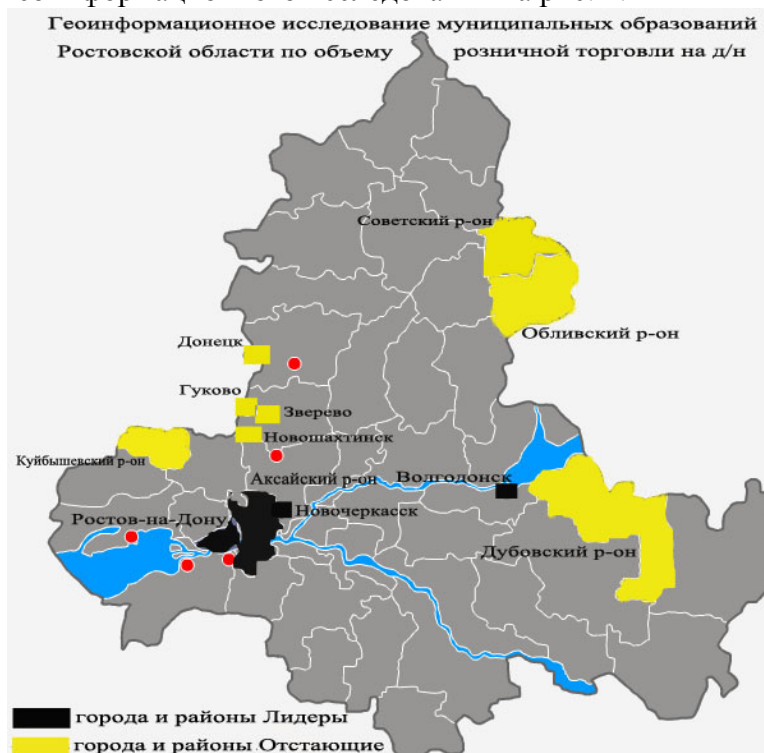 Геоинформационное исследование муниципальных образований
Ростовской области по объему розничной торговли на д/н
Советский р-он
Обливский р-он
Донецк
Гуково
Зверево
Новошахтинск
Куйбышевский р-он
Аксайский р-он
Волгодонск
Новочеркасск
Ростов-на-Дону
Дубовский р-он
города и районы Лидеры
города и районы Отстающие